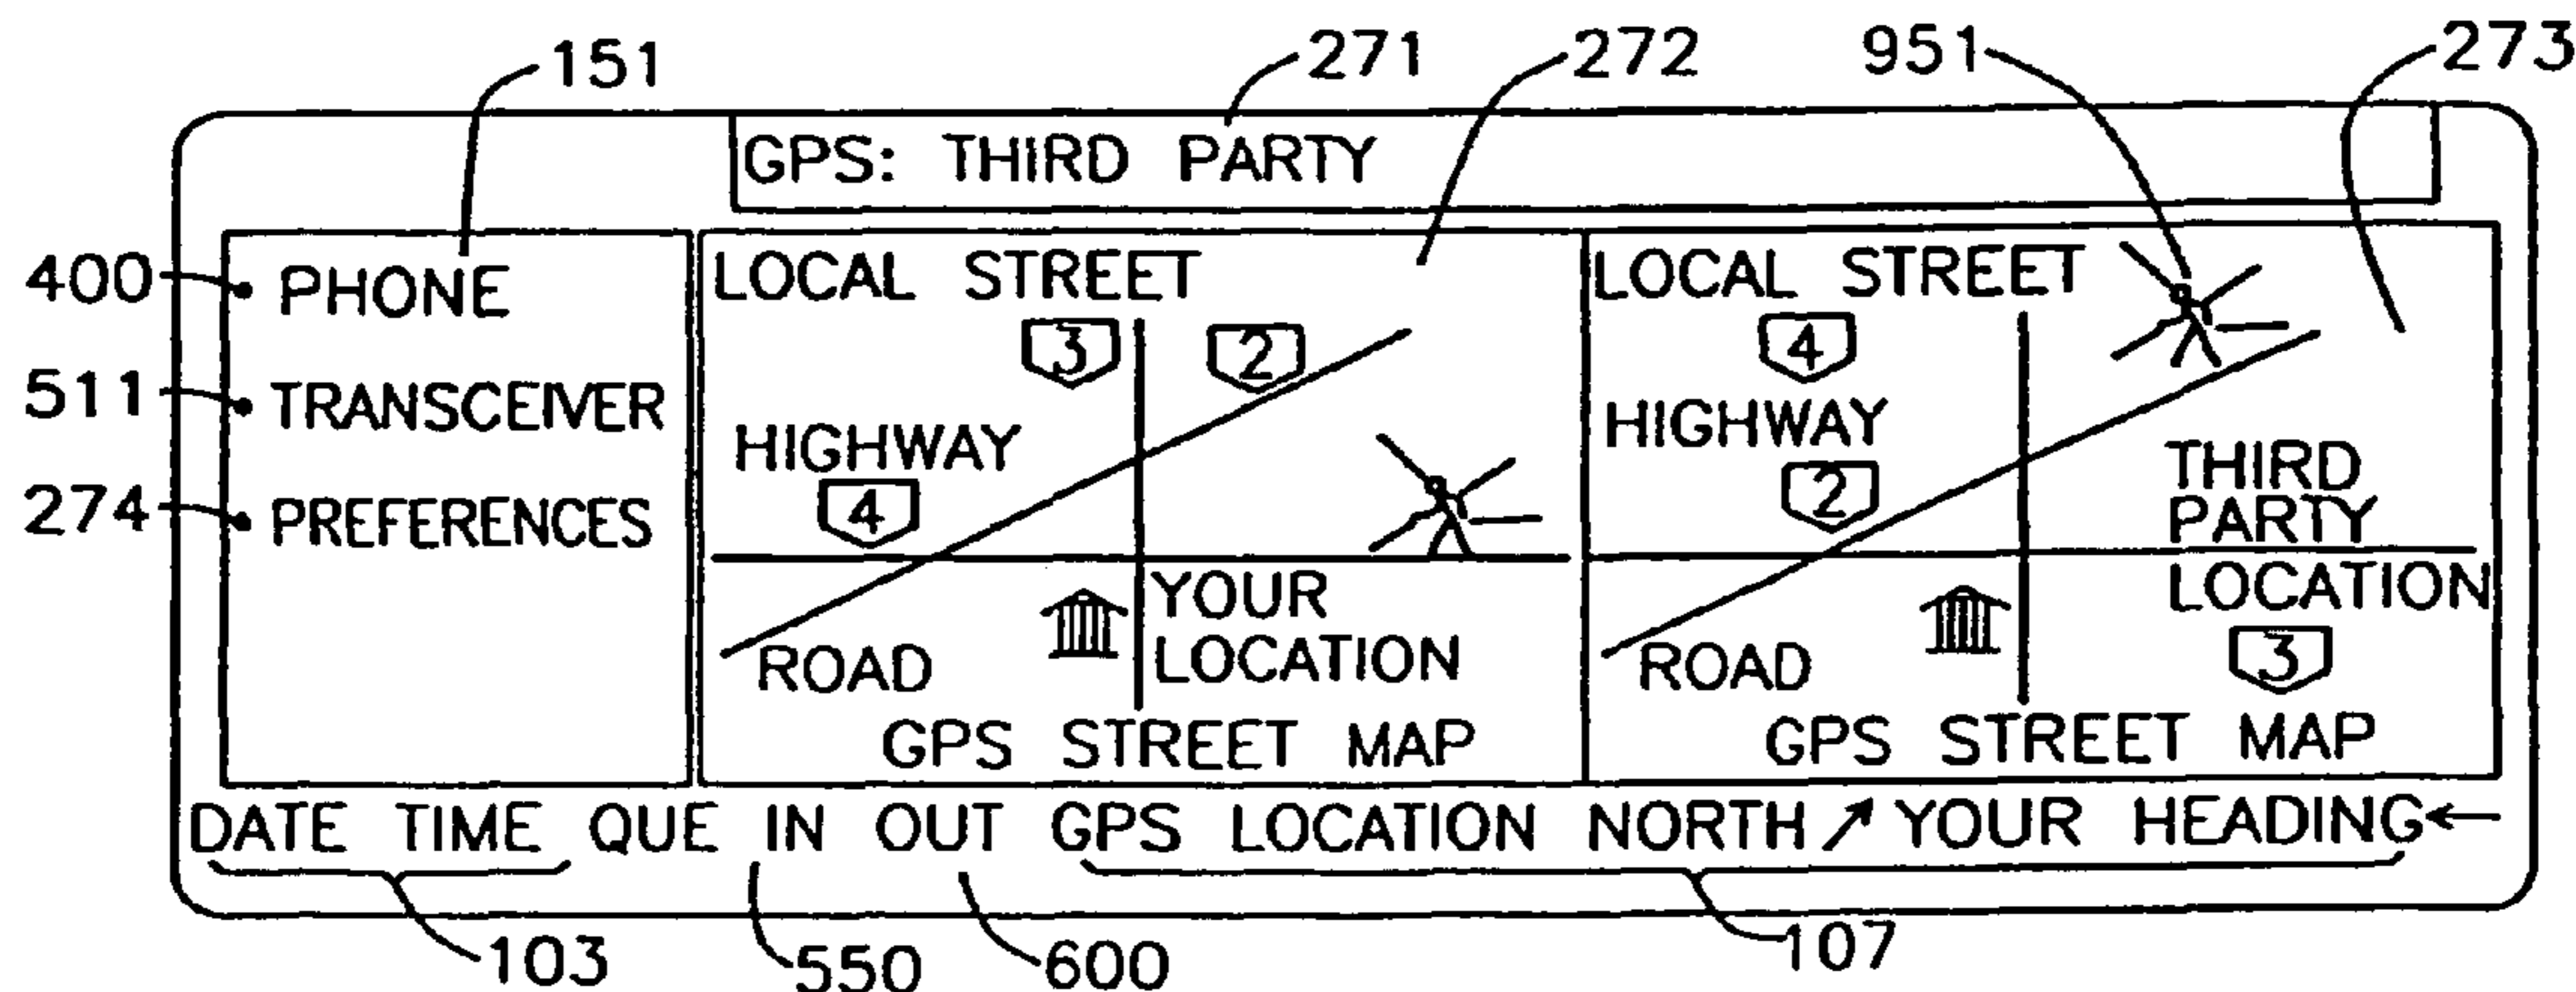 151
271
272
951
273
GPS: THIRD PARTY
400
PHONE
511
TRANSCEIVER
274
PREFERENCES
LOCAL STREET
3
2
HIGHWAY
4
YOUR
LOCATION
ROAD
GPS STREET MAP
LOCAL STREET
4
HIGHWAY
2
THIRD
PARTY
LOCATION
3
ROAD
GPS STREET MAP
DATE TIME QUE IN OUT GPS LOCATION NORTH↗YOUR HEADING←
103
550
600
107